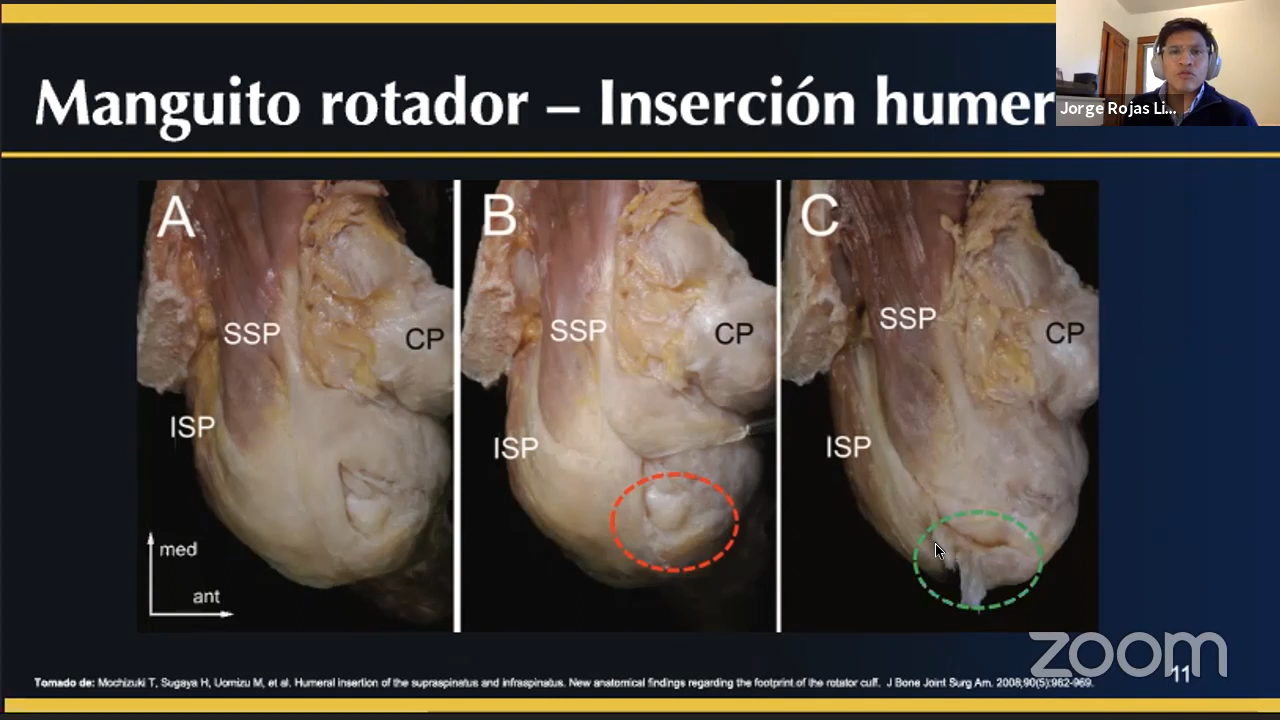 Manguito rotador – Inserción humer
Jorge Rojas Li...
A
B
C
SSP
CP
SSP
CP
SSP
CP
ISP
ISP
ISP
med
ant
zoom
11
Tomado de: Mochizuki T, Sugaya H, Uomizu M, et al. Humeral insertion of the supraspinatus and infraspinatus. New anatomical findings regarding the footprint of the rotator cuff. J Bone Joint Surg Am. 2008;90(5):962-969.